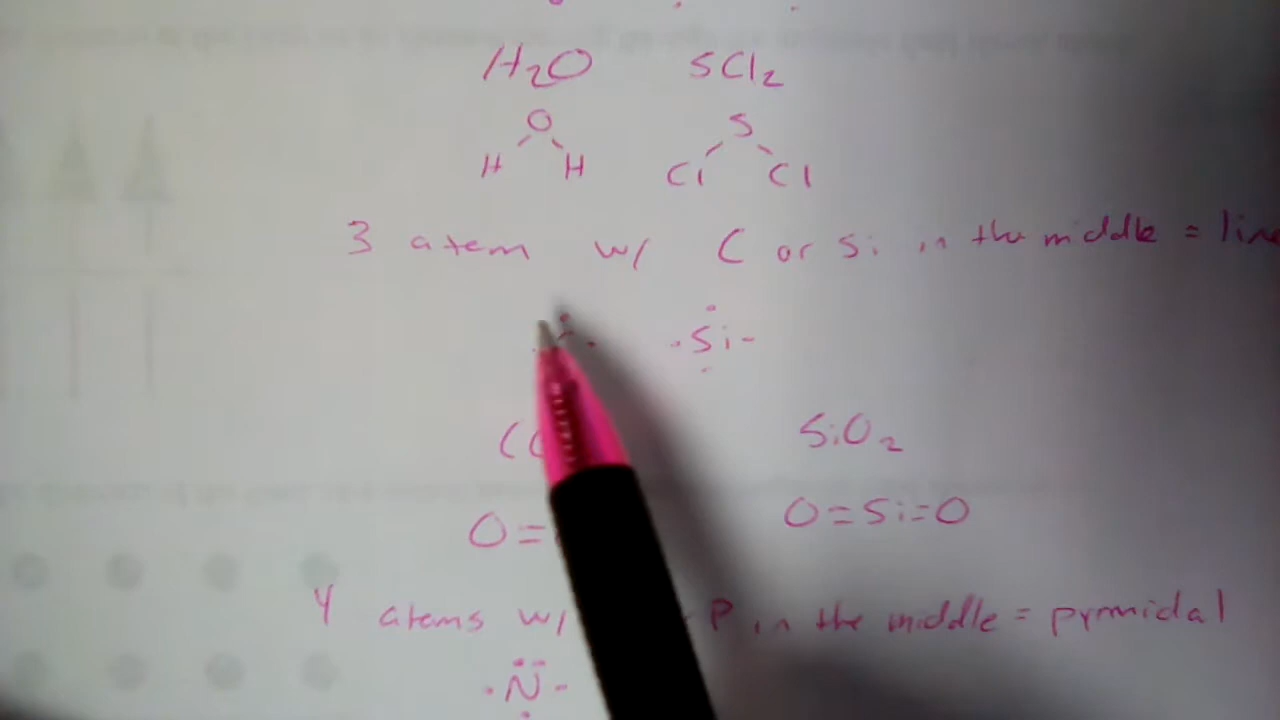 H2O SCl2
O S
H H Cl Cl
3 atom w/ C or Si in the middle =
Si
SiO2
O= O=Si=O
4 atoms w/ P in the middle = pyrmidal
N